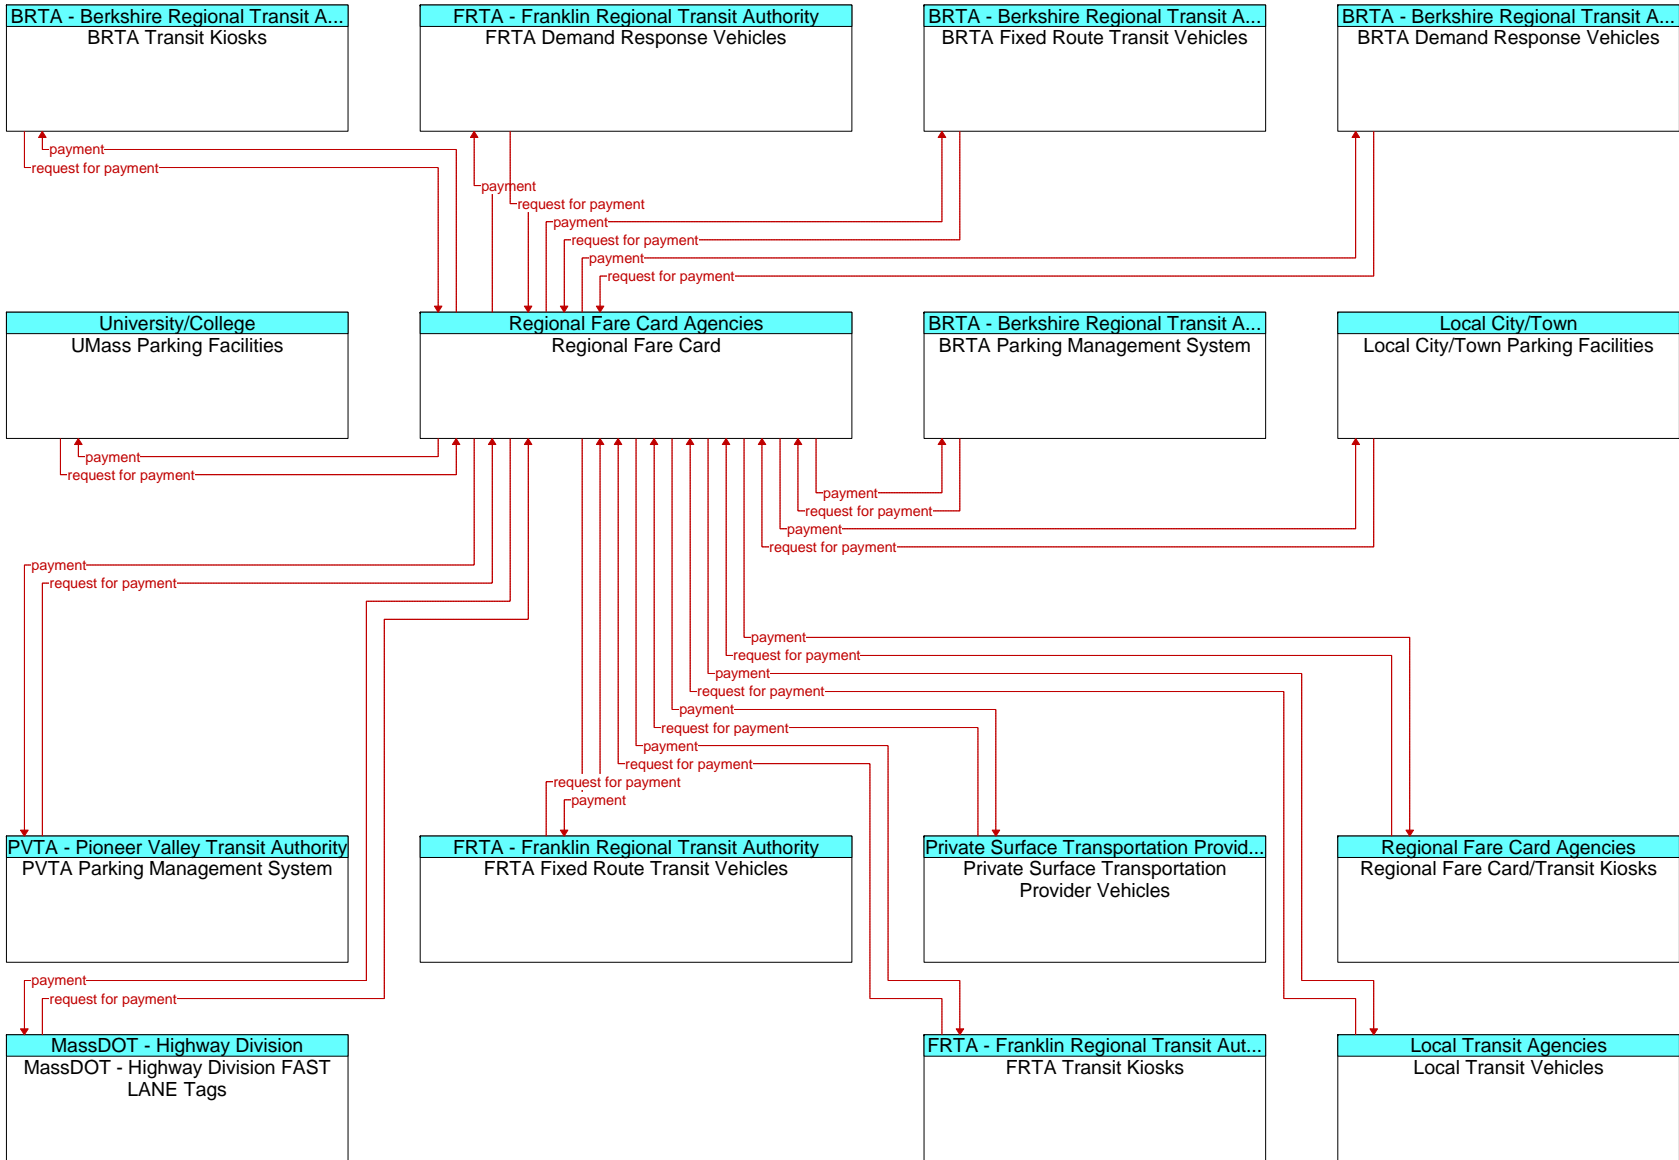 BRTA - Berkshire Regional Transit A...
BRTA Transit Kiosks
FRTA - Franklin Regional Transit Authority
FRTA Demand Response Vehicles
BRTA - Berkshire Regional Transit A...
BRTA Fixed Route Transit Vehicles
BRTA - Berkshire Regional Transit A...
BRTA Demand Response Vehicles
payment
request for payment
payment
request for payment
payment
request for payment
payment
request for payment
University/College
UMass Parking Facilities
Regional Fare Card Agencies
Regional Fare Card
BRTA - Berkshire Regional Transit A...
BRTA Parking Management System
Local City/Town
Local City/Town Parking Facilities
payment
request for payment
payment
request for payment
payment
request for payment
payment
request for payment
payment
request for payment
payment
request for payment
payment
request for payment
payment
request for payment
request for payment
payment
PVTA - Pioneer Valley Transit Authority
PVTA Parking Management System
FRTA - Franklin Regional Transit Authority
FRTA Fixed Route Transit Vehicles
Private Surface Transportation Provid...
Private Surface Transportation
Provider Vehicles
Regional Fare Card Agencies
Regional Fare Card/Transit Kiosks
payment
request for payment
MassDOT - Highway Division
MassDOT - Highway Division FAST
LANE Tags
FRTA - Franklin Regional Transit Aut...
FRTA Transit Kiosks
Local Transit Agencies
Local Transit Vehicles